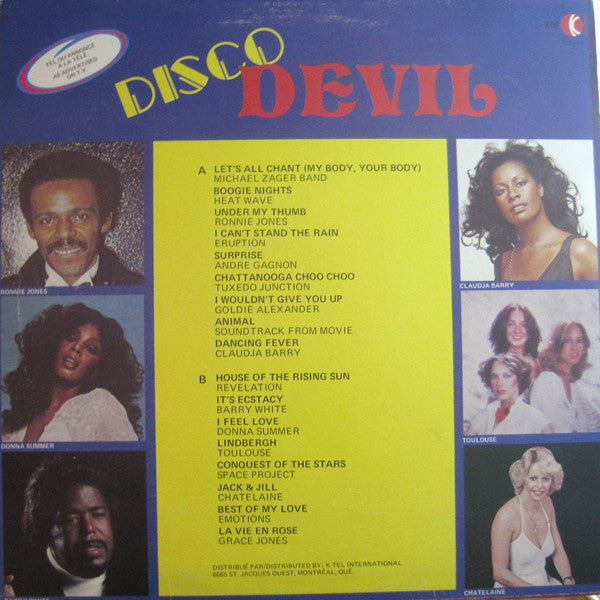 TEL QU'ANNONCÉ
À LA TÉLÉ
AS ADVERTISED
ON T.V.
DISCO
DEVIL
K
A LET'S ALL CHANT (MY BODY, YOUR BODY)
MICHAEL ZAGER BAND
BOOGIE NIGHTS
HEAT WAVE
UNDER MY THUMB
RONNIE JONES
I CAN'T STAND THE RAIN
ERUPTION
SURPRISE
ANDRE GAGNON
CHATTANOOGA CHOO CHOO
TUXEDO JUNCTION
I WOULDN'T GIVE YOU UP
GOLDIE ALEXANDER
ANIMAL
SOUNDTRACK FROM MOVIE
DANCING FEVER
CLAUDJA BARRY
B HOUSE OF THE RISING SUN
REVELATION
IT'S ECSTACY
BARRY WHITE
I FEEL LOVE
DONNA SUMMER
LINDBERGH
TOULOUSE
CONQUEST OF THE STARS
SPACE PROJECT
JACK & JILL
CHATELAINE
BEST OF MY LOVE
EMOTIONS
LA VIE EN ROSE
GRACE JONES
DISTRIBUÉ PAR/DISTRIBUTED BY: K-TEL INTERNATIONAL
6685 ST. JACQUES OUEST, MONTRÉAL, QUÉ.
RONNIE JONES
DONNA SUMMER
BARRY WHITE
CLAUDJA BARRY
TOULOUSE
CHATELAINE